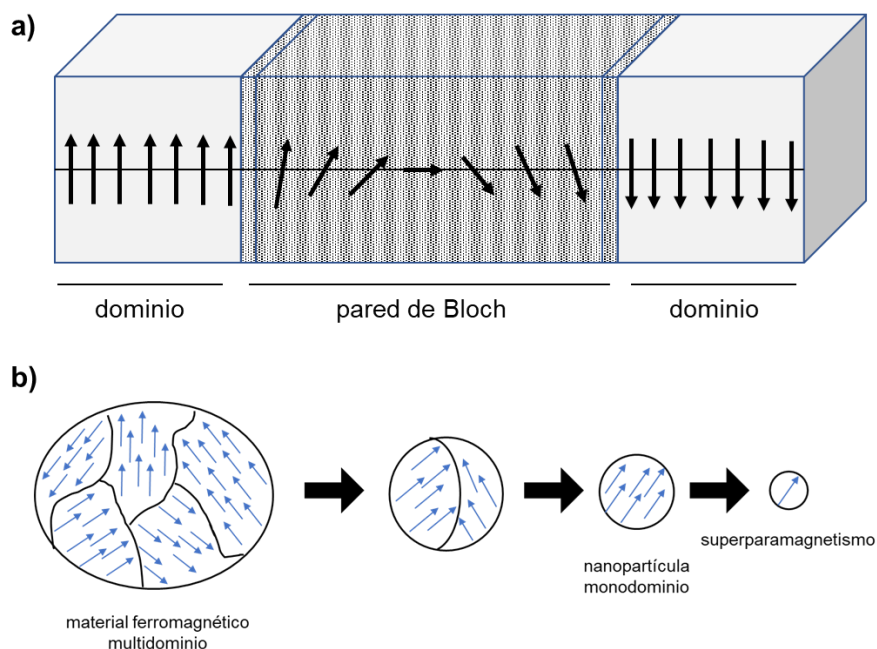 a)
dominio
pared de Bloch
dominio
b)
superparamagnetismo
nanopartícula
monodominio
material ferromagnético
multidominio